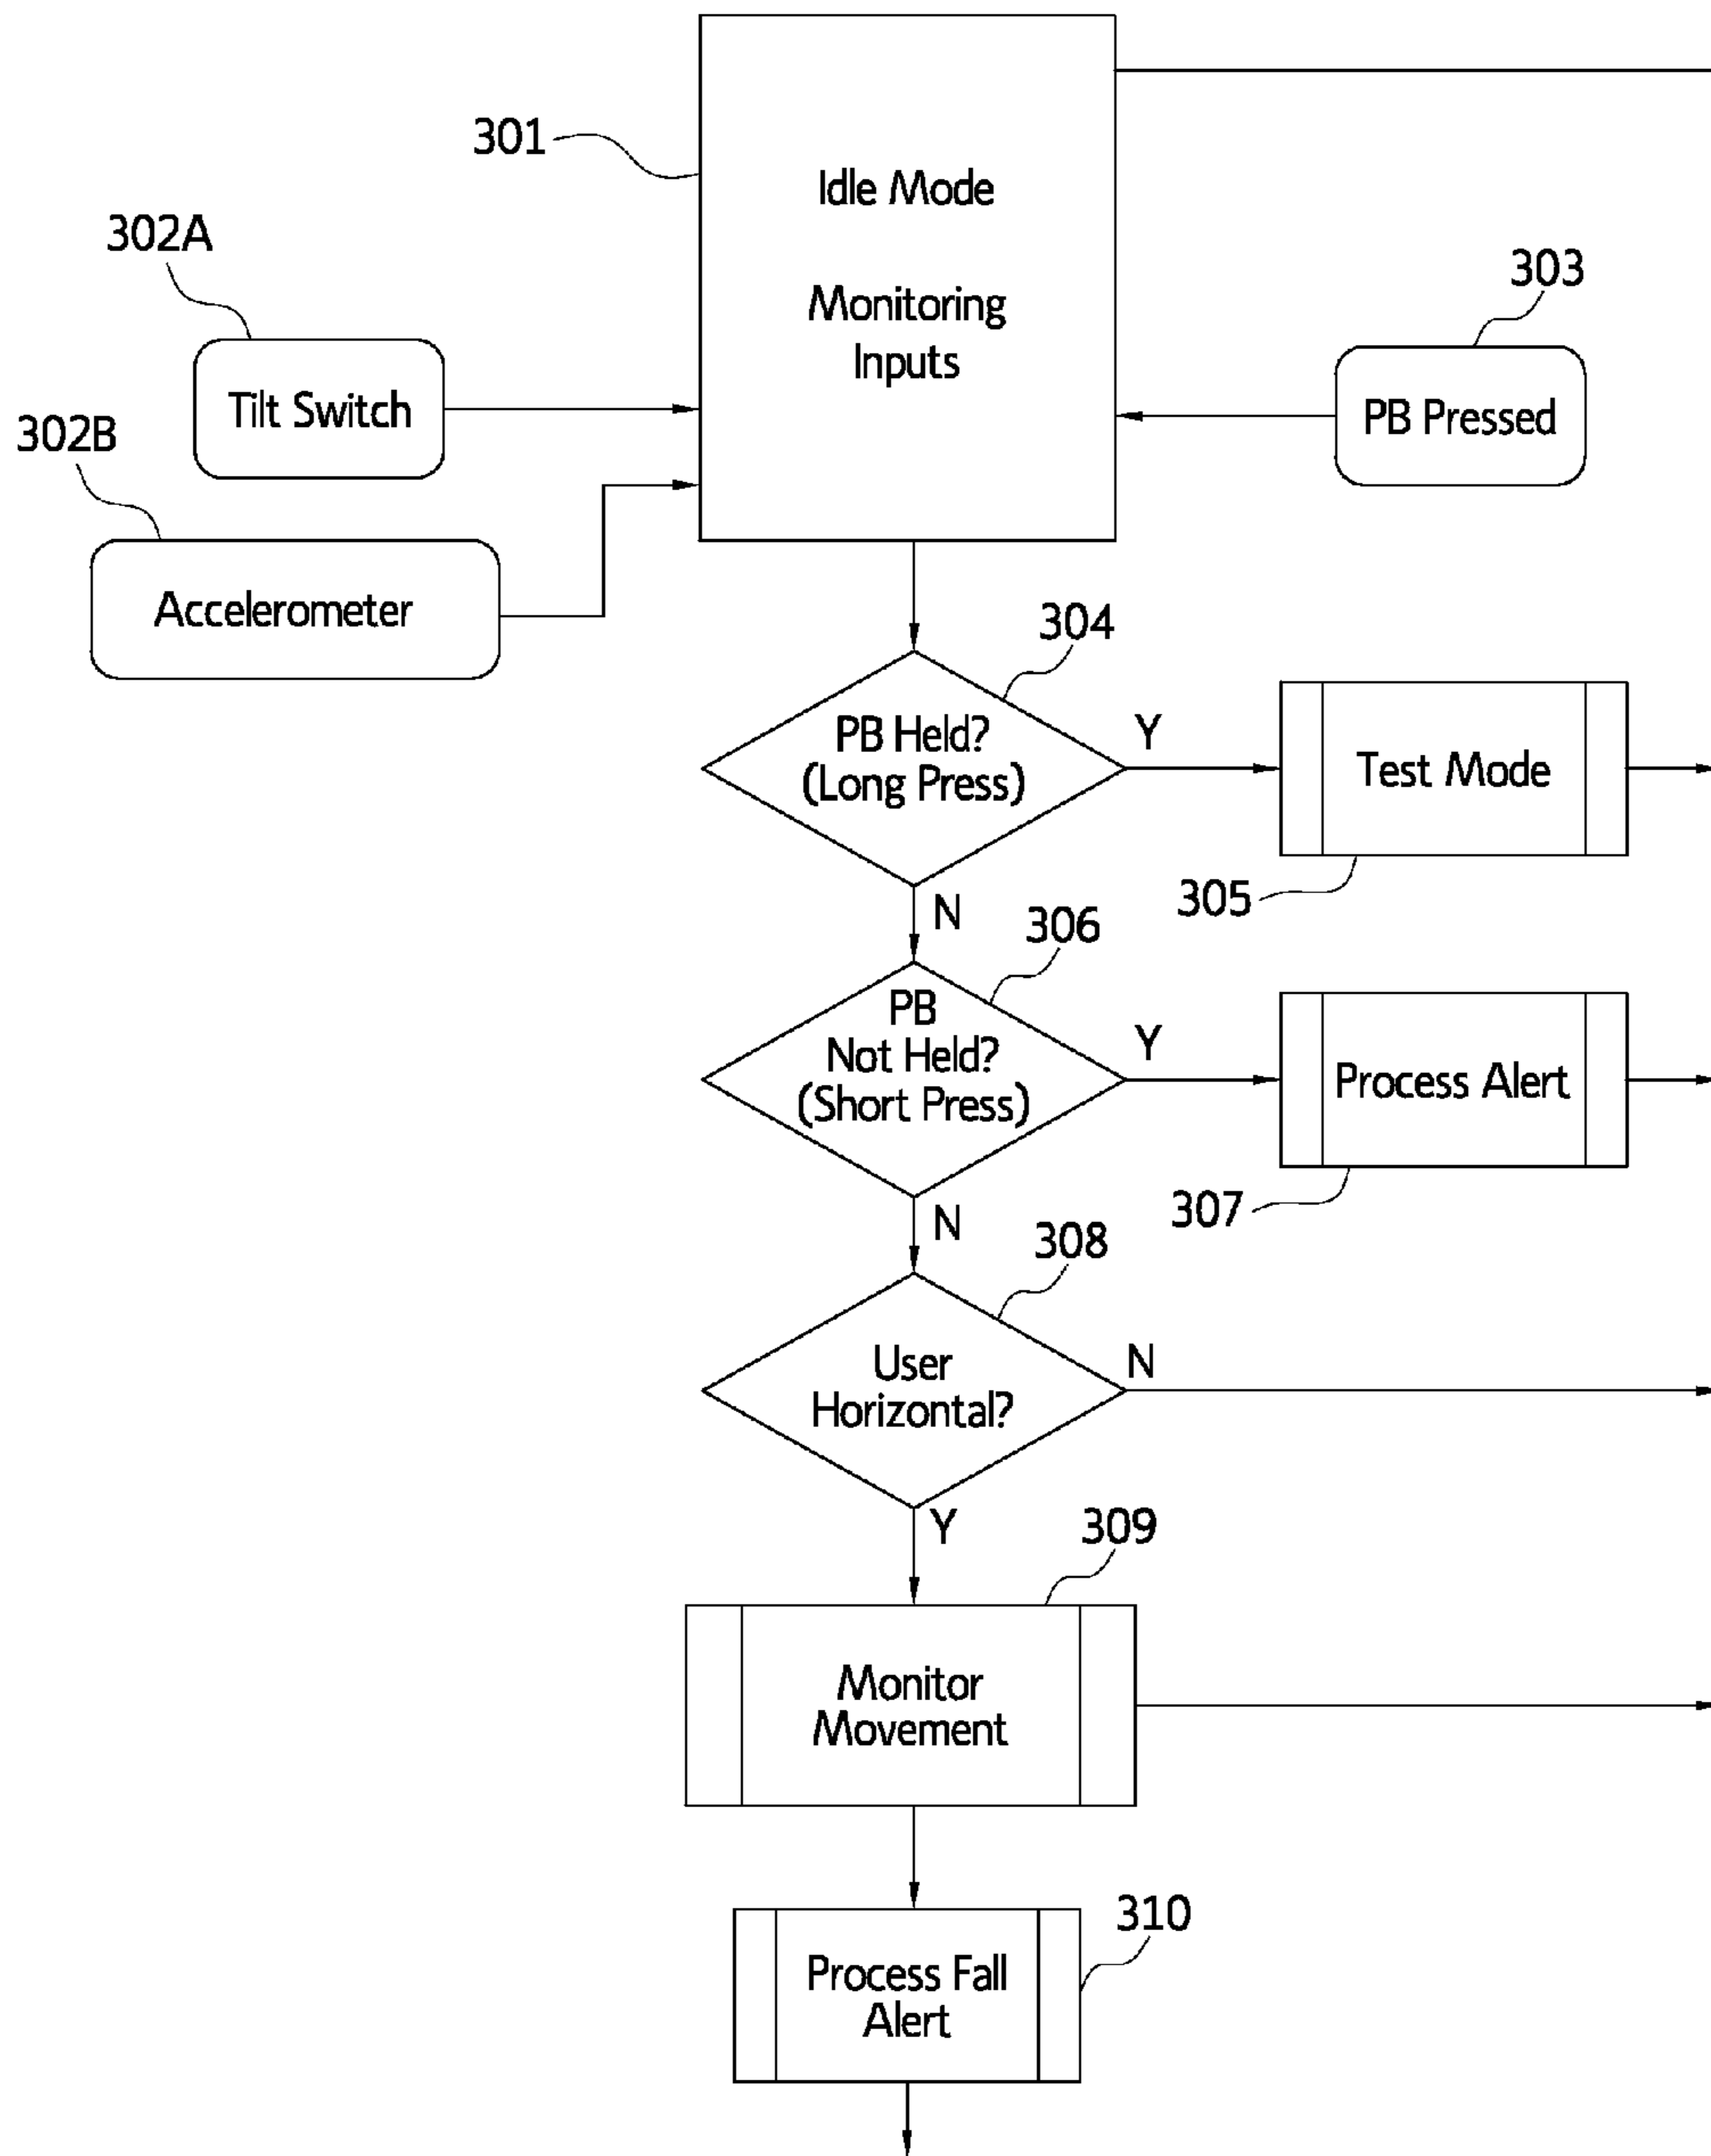 301
Idle Mode
Monitoring
Inputs
302A
Tilt Switch
303
PB Pressed
302B
Accelerometer
304
PB Held?
(Long Press)
Y
Test Mode
305
N
306
PB
Not Held?
(Short Press)
Y
Process Alert
307
N
308
User
Horizontal?
N
Y
309
Monitor
Movement
310
Process Fall
Alert